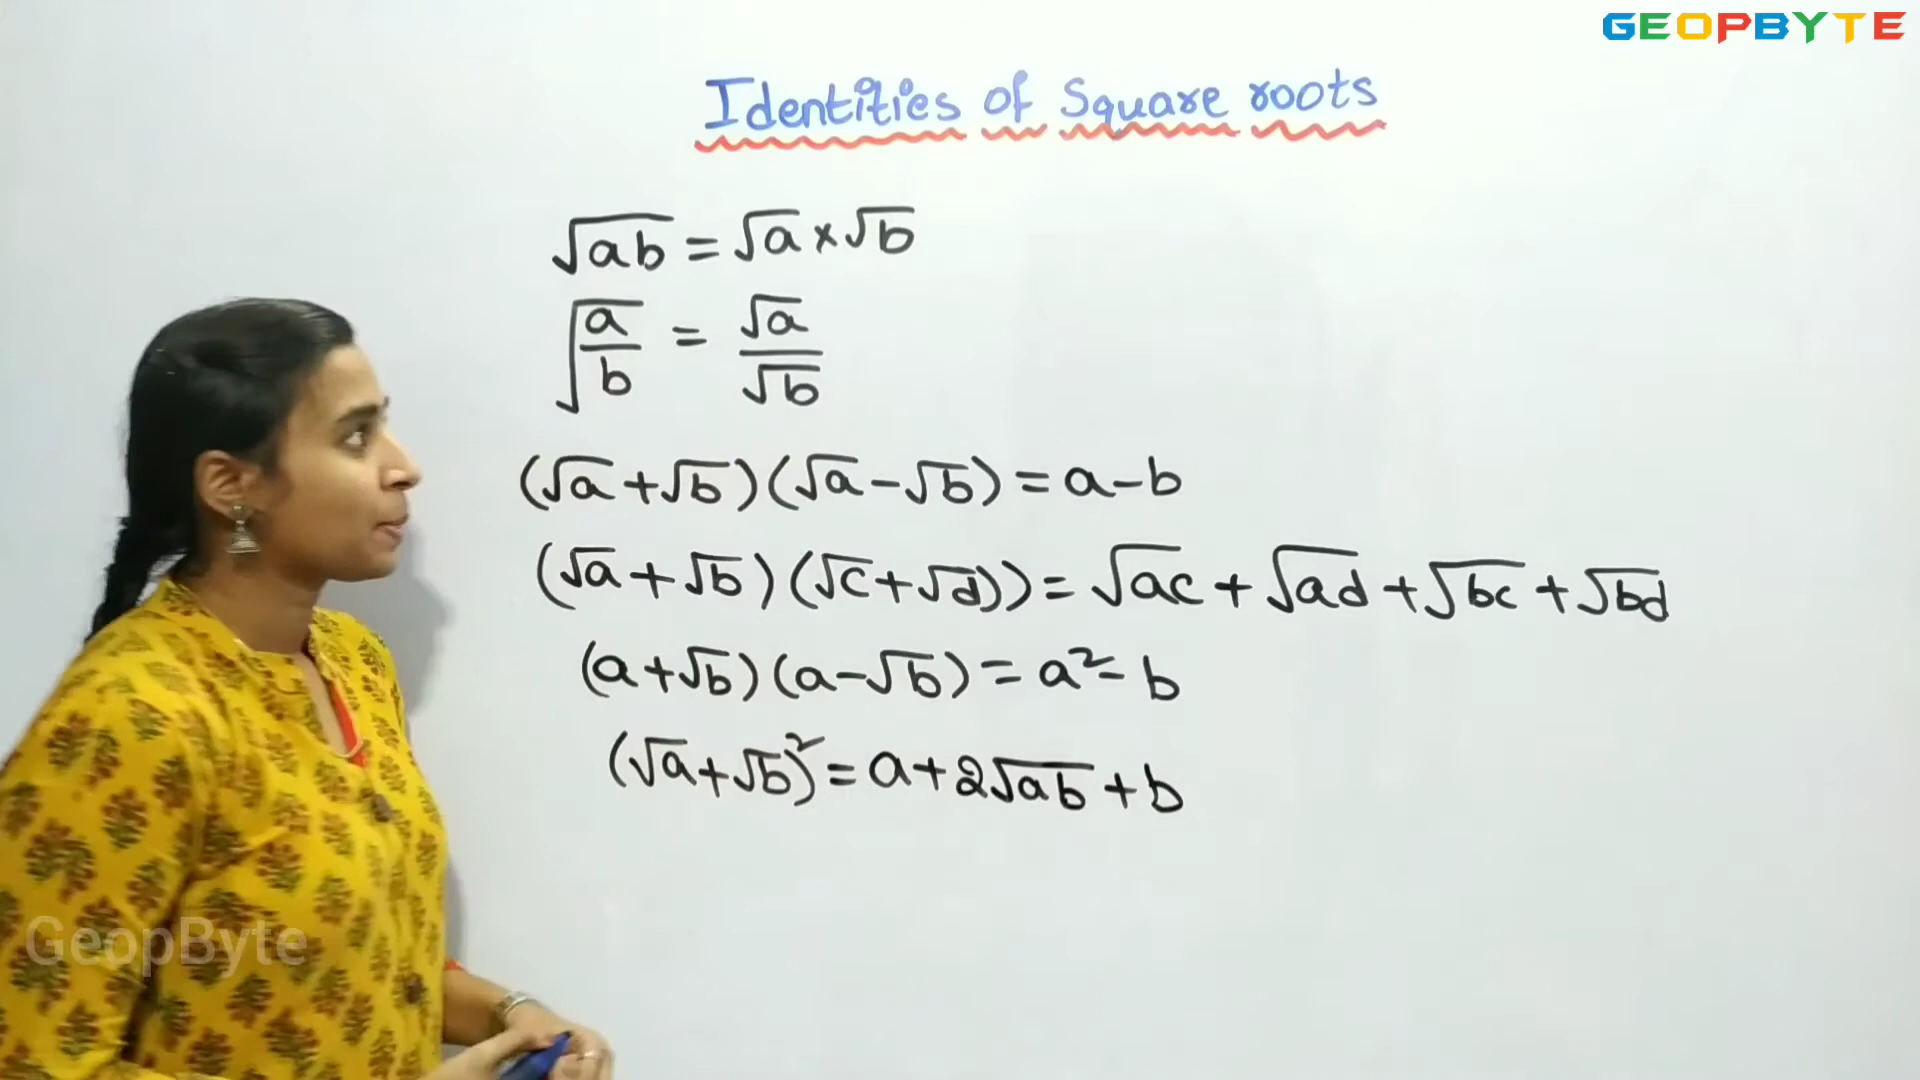 GEOPBYTE
Identities of Square roots
√ab = √a × √b
√(a/b) = √a/√b
(√a + √b)(√a - √b) = a - b
(√a + √b)(√c + √d)) = √ac + √ad + √bc + √bd
(a + √b)(a - √b) = a² - b
(√a + √b)² = a + 2√ab + b
GeopByte